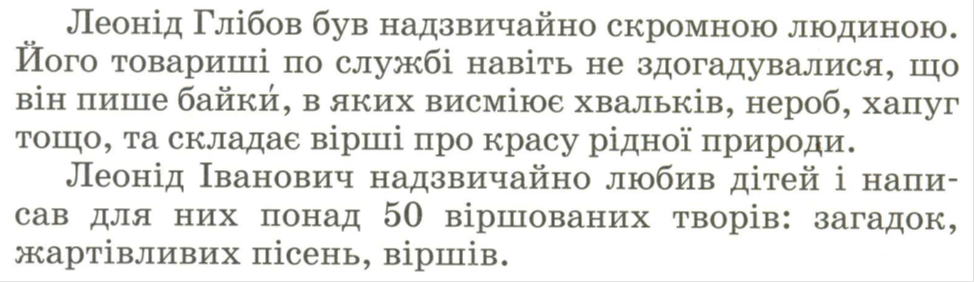 Леонід Глібов був надзвичайно скромною людиною.
Його товариші по службі навіть не здогадувалися, що
він пише байки́, в яких висміює хвальків, нероб, хапуг
тощо, та складає вірші про красу рідної природи.
Леонід Іванович надзвичайно любив дітей і напи-
сав для них понад 50 віршованих творів: загадок,
жартівливих пісень, віршів.